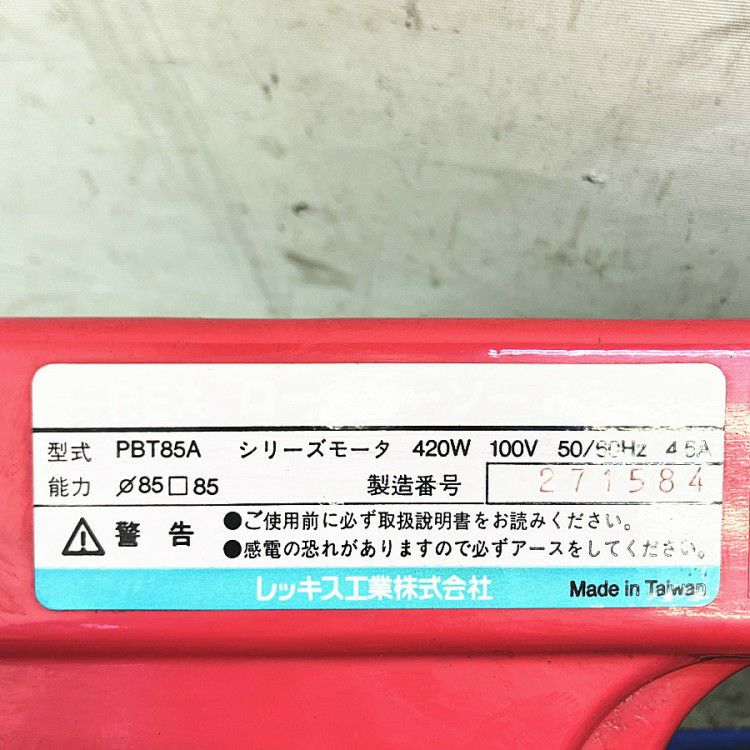 REX
型式 PBT85A シリーズモータ 420W 100V 50/60Hz 4.5A
能力 ⌀85□85 製造番号 271584
⚠警告 ●ご使用前に必ず取扱説明書をお読みください。
●感電の恐れがありますので必ずアースをしてください。
レッキス工業株式会社 Made in Taiwan